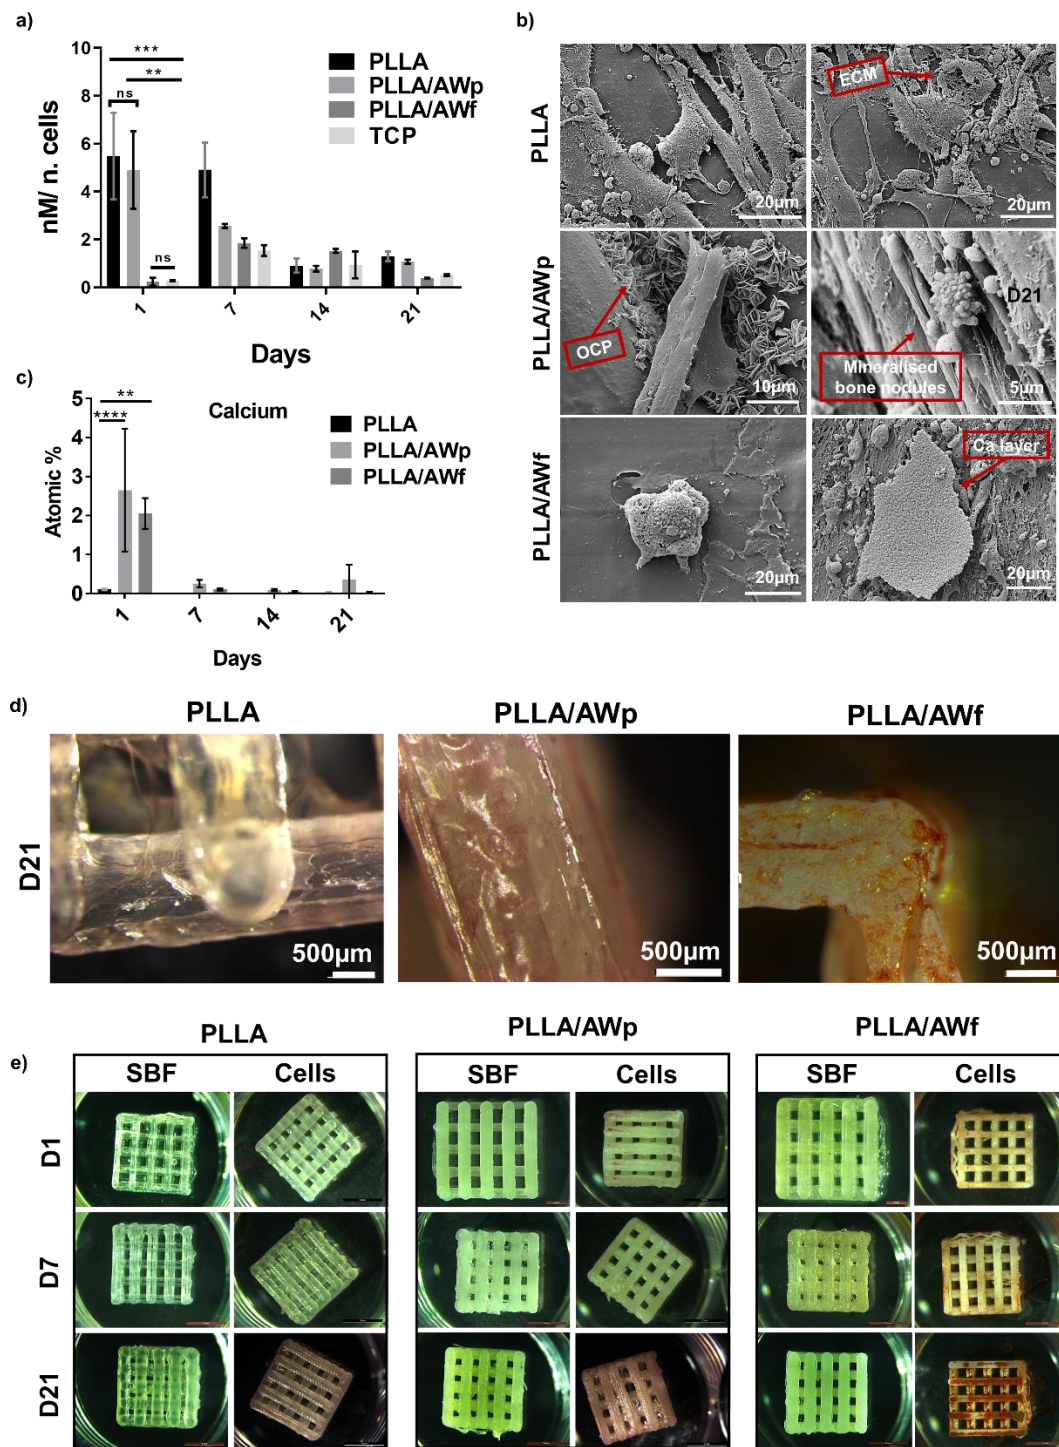 a)
nM/ n. cells
10
8
6
4
2
0
***
**
ns
ns
PLLA
PLLA/AWp
PLLA/AWf
TCP
1
7
14
21
Days
b)
PLLA
ECM
20µm
20µm
PLLA/AWp
OCP
10µm
D21
Mineralised
bone nodules
5µm
PLLA/AWf
20µm
Ca layer
20µm
c)
Calcium
Atomic %
5
4
3
2
1
0
**
****
PLLA
PLLA/AWp
PLLA/AWf
1
7
14
21
Days
d)
PLLA
PLLA/AWp
PLLA/AWf
D21
500µm
500µm
500µm
e)
PLLA
PLLA/AWp
PLLA/AWf
SBF
Cells
SBF
Cells
SBF
Cells
D1
D7
D21